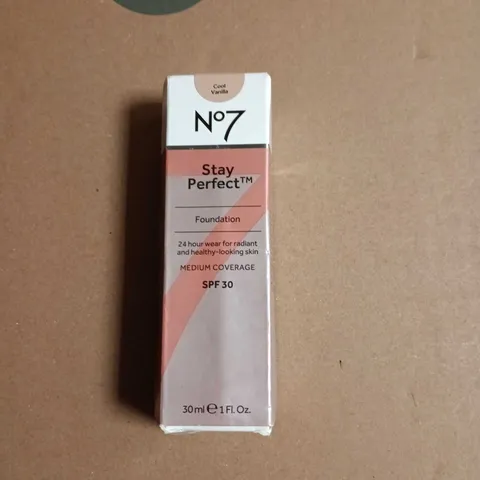 Cool
Vanilla
No7
Stay
Perfect™
Foundation
24 hour wear for radiant
and healthy-looking skin
MEDIUM COVERAGE
SPF 30
30ml ℮ 1 Fl. Oz.